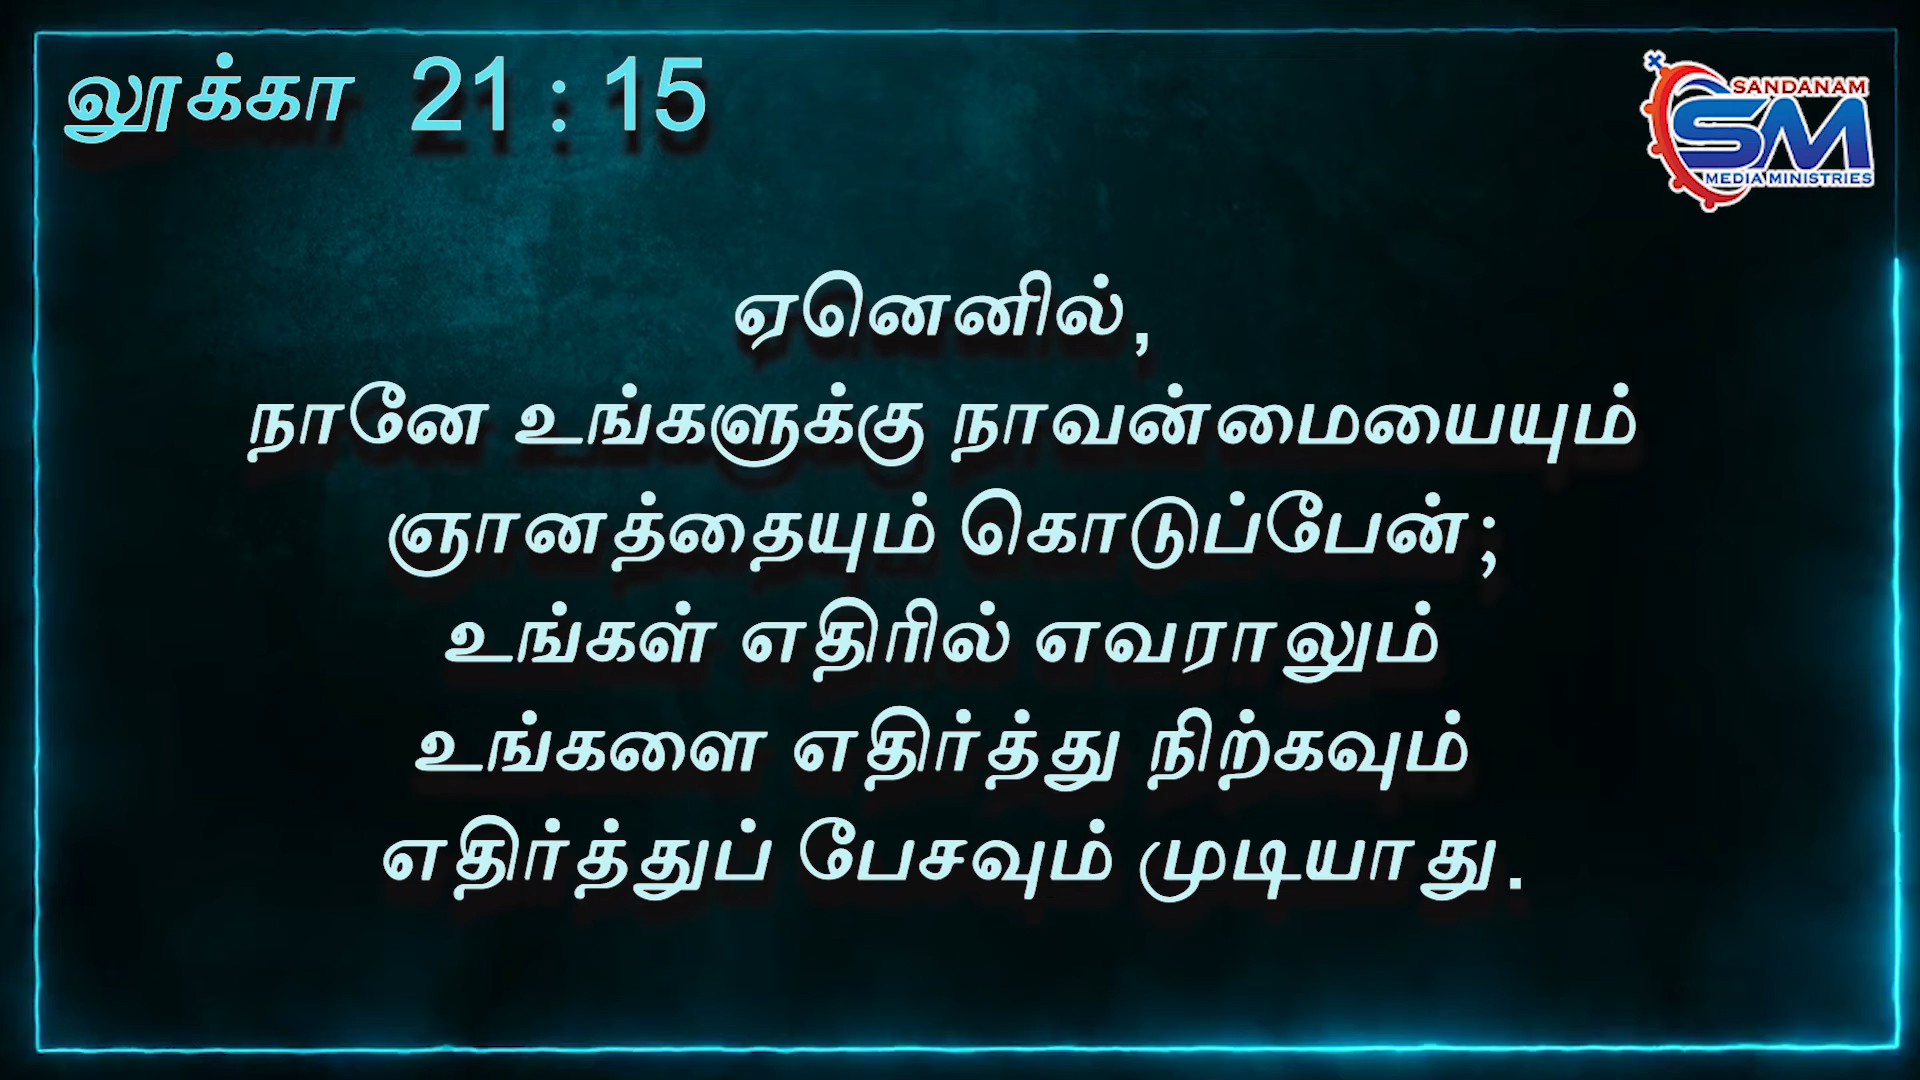 லூக்கா 21 : 15
SANDANAM
SM
MEDIA MINISTRIES
ஏனெனில்,
நானே உங்களுக்கு நாவன்மையையும்
ஞானத்தையும் கொடுப்பேன்;
உங்கள் எதிரில் எவராலும்
உங்களை எதிர்த்து நிற்கவும்
எதிர்த்துப் பேசவும் முடியாது.